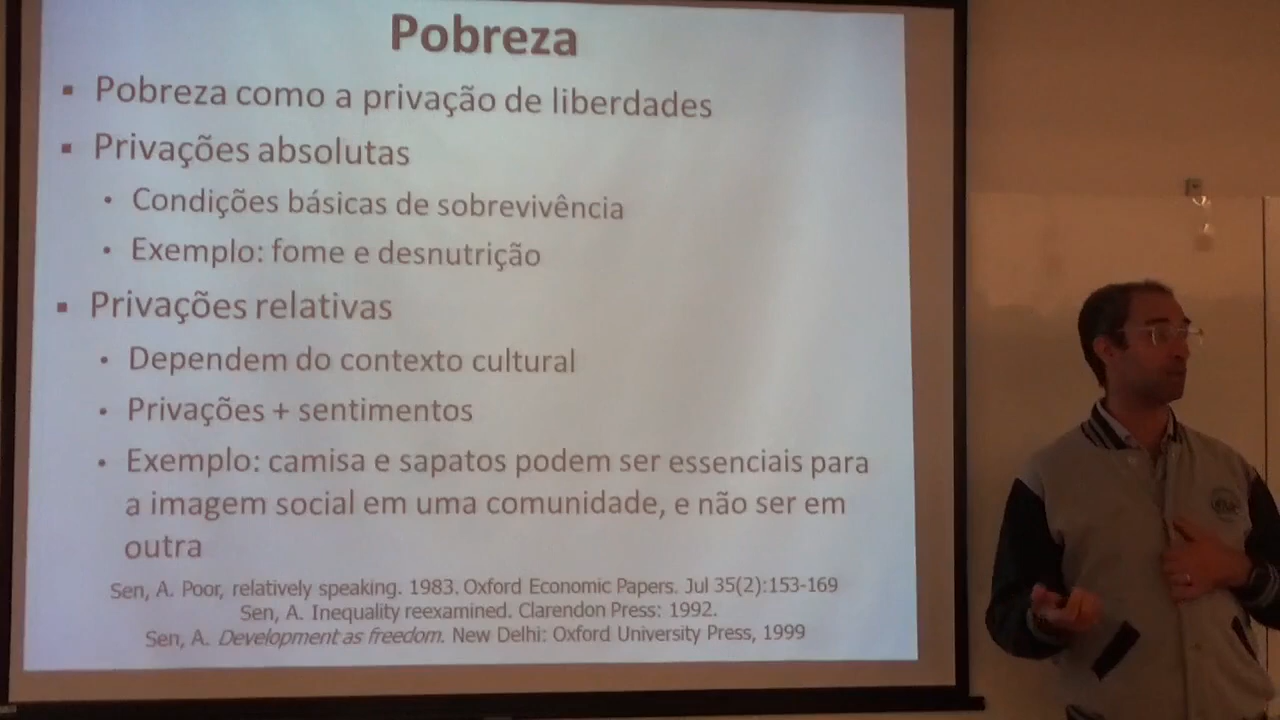 Pobreza
Pobreza como a privação de liberdades
Privações absolutas
Condições básicas de sobrevivência
Exemplo: fome e desnutrição
Privações relativas
Dependem do contexto cultural
Privações + sentimentos
Exemplo: camisa e sapatos podem ser essenciais para
a imagem social em uma comunidade, e não ser em
outra
Sen, A. Poor, relatively speaking. 1983. Oxford Economic Papers. Jul 35(2):153-169
Sen, A. Inequality reexamined. Clarendon Press: 1992.
Sen, A. Development as freedom. New Delhi: Oxford University Press, 1999